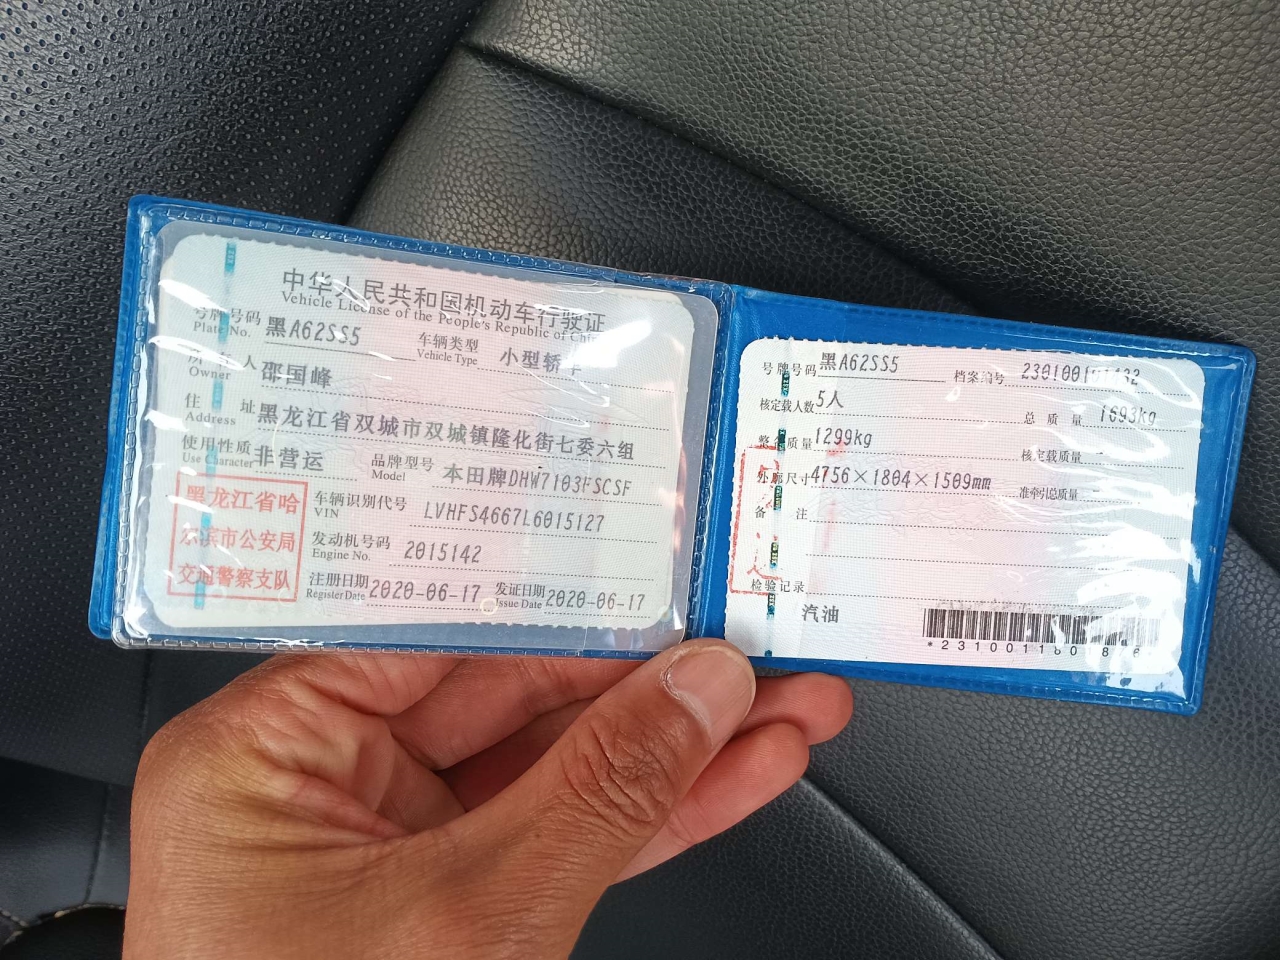 中华人民共和国机动车行驶证
Vehicle License of the People's Republic of China
号牌号码 黑A62SS5 车辆类型 小型轿车
Plate No. Vehicle Type
所有人 邵国峰
Owner
住址 黑龙江省双城市双城镇隆化街七委六组
Address
使用性质 非营运 品牌型号 本田牌DHW7103FSCSF
Use Character Model
黑龙江省哈
尔滨市公安局
交通警察支队
车辆识别代号 LVHFS4667L6015127
VIN
发动机号码 2015142
Engine No.
注册日期 2020-06-17 发证日期 2020-06-17
Register Date Issue Date
号牌号码 黑A62SS5 档案编号
核定载人数 5人 总质量 1693kg
整备质量 1299kg 核定载质量 -
外廓尺寸 4756×1804×1509mm 准牵引总质量 -
备注
检验记录
汽油